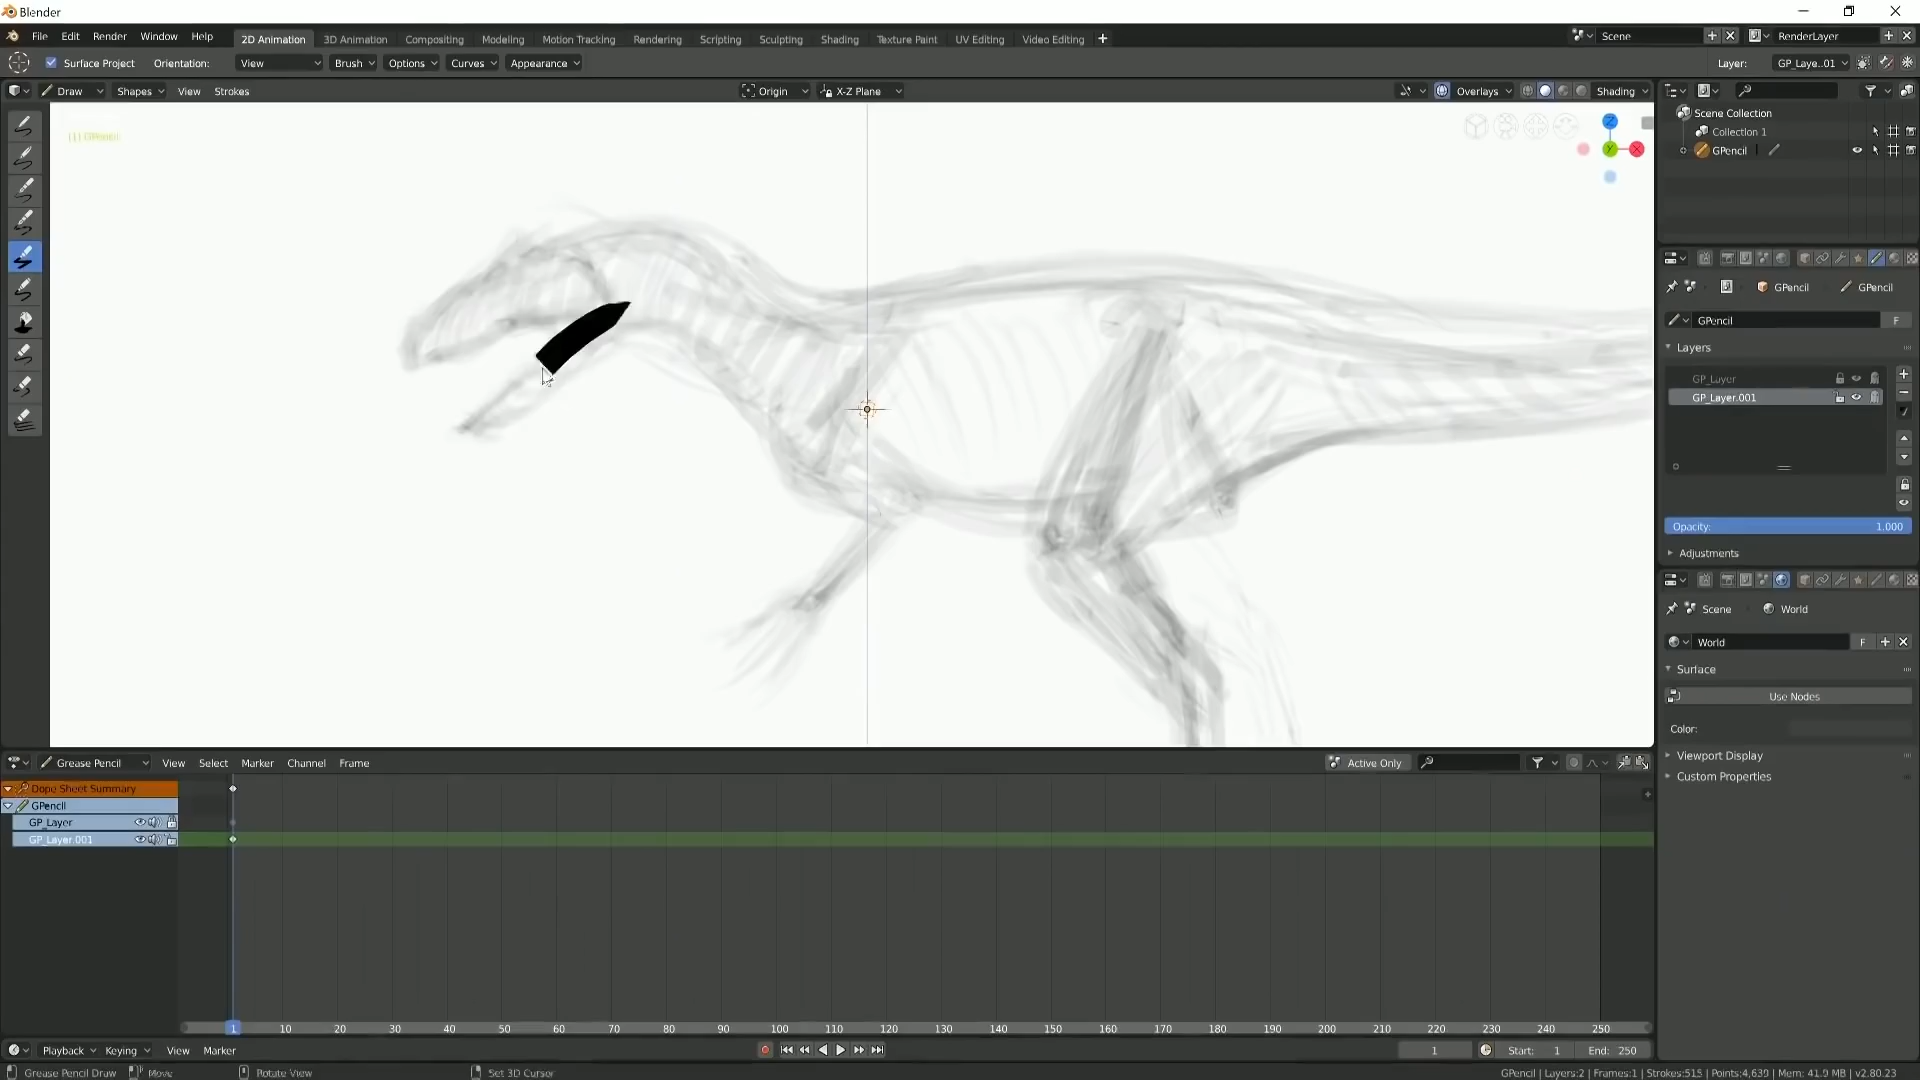 Blender
File Edit Render Window Help 2D Animation 3D Animation Compositing Modeling Motion Tracking Rendering Scripting Sculpting Shading Texture Paint UV Editing Video Editing + Scene RenderLayer
Surface Project Orientation: View Brush Options Curves Appearance Layer: GP_Laye..01
Draw Shapes View Strokes Origin X-Z Plane Overlays Shading
(1) GPencil
Z
Y
X
Scene Collection
Collection 1
GPencil
GPencil GPencil
GPencil F
Layers
GP_Layer
GP_Layer.001
Opacity: 1.000
Adjustments
Scene World
World F
Surface
Use Nodes
Color:
Viewport Display
Custom Properties
Grease Pencil View Select Marker Channel Frame Active Only
Dope Sheet Summary
GPencil
GP_Layer
GP_Layer.001
1 10 20 30 40 50 60 70 80 90 100 110 120 130 140 150 160 170 180 190 200 210 220 230 240 250
Playback Keying View Marker 1 Start: 1 End: 250
Grease Pencil Draw Move Rotate View Set 3D Cursor GPencil | Layers:2 | Frames:1 | Strokes:515 | Points:4,639 | Mem: 41.9 MB | v2.80.23